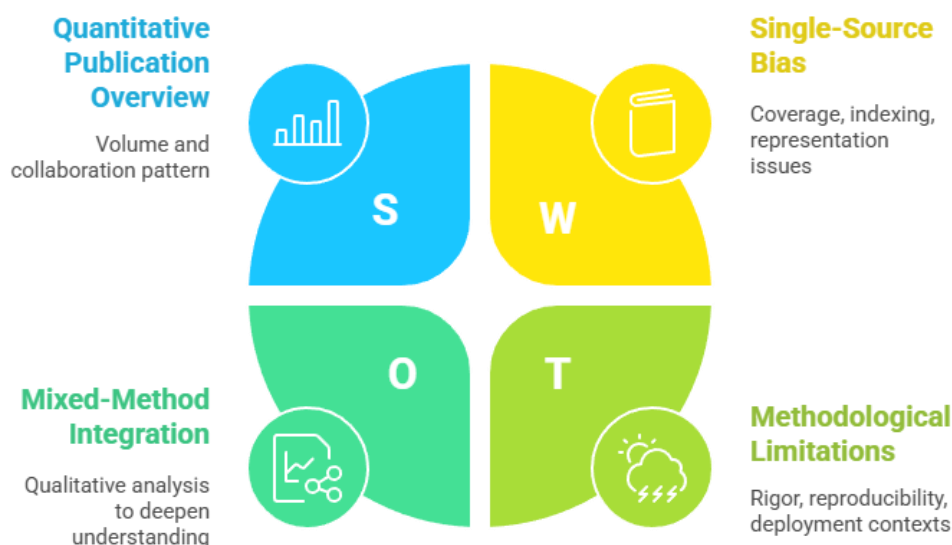 Quantitative
Publication
Overview
Volume and
collaboration pattern
S
Single-Source
Bias
Coverage, indexing,
representation
issues
W
Mixed-Method
Integration
Qualitative analysis
to deepen
understanding
O
Methodological
Limitations
Rigor, reproducibility,
deployment contexts
T